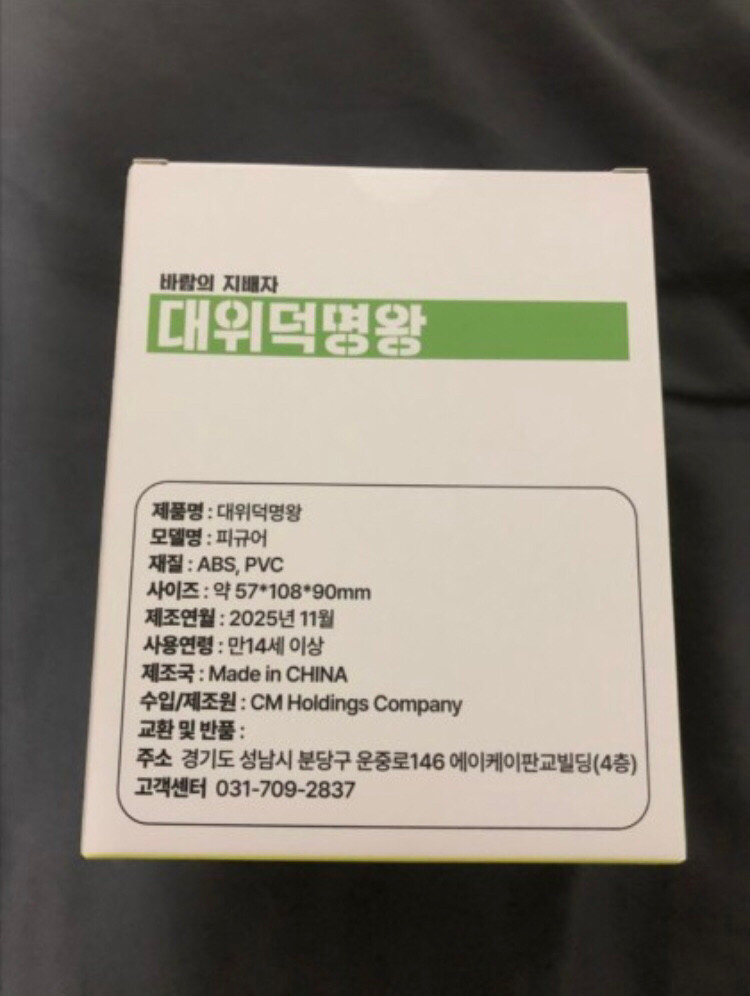 바람의 지배자
대위덕명왕
제품명 : 대위덕명왕
모델명 : 피규어
재질 : ABS, PVC
사이즈 : 약 57*108*90mm
제조연월 : 2025년 11월
사용연령 : 만14세 이상
제조국 : Made in CHINA
수입/제조원 : CM Holdings Company
교환 및 반품 :
주소 경기도 성남시 분당구 운중로146 에이케이판교빌딩(4층)
고객센터 031-709-2837